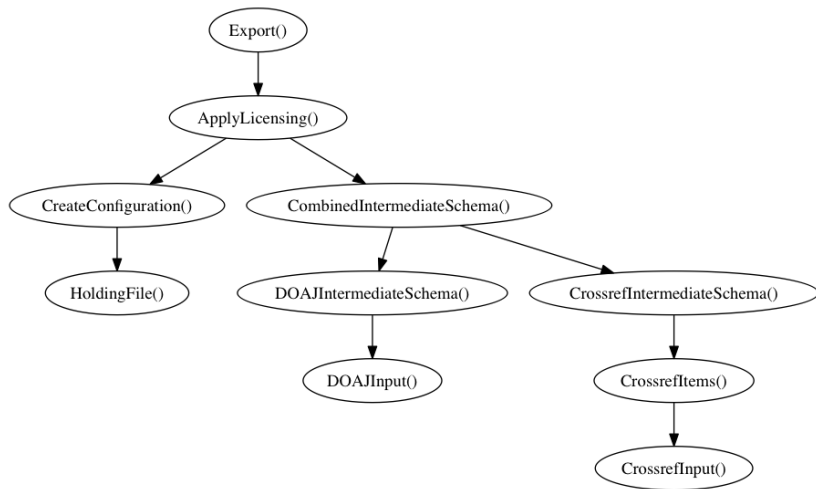 Export()
ApplyLicensing()
CreateConfiguration()
CombinedIntermediateSchema()
HoldingFile()
DOAJIntermediateSchema()
CrossrefIntermediateSchema()
DOAJInput()
CrossrefItems()
CrossrefInput()